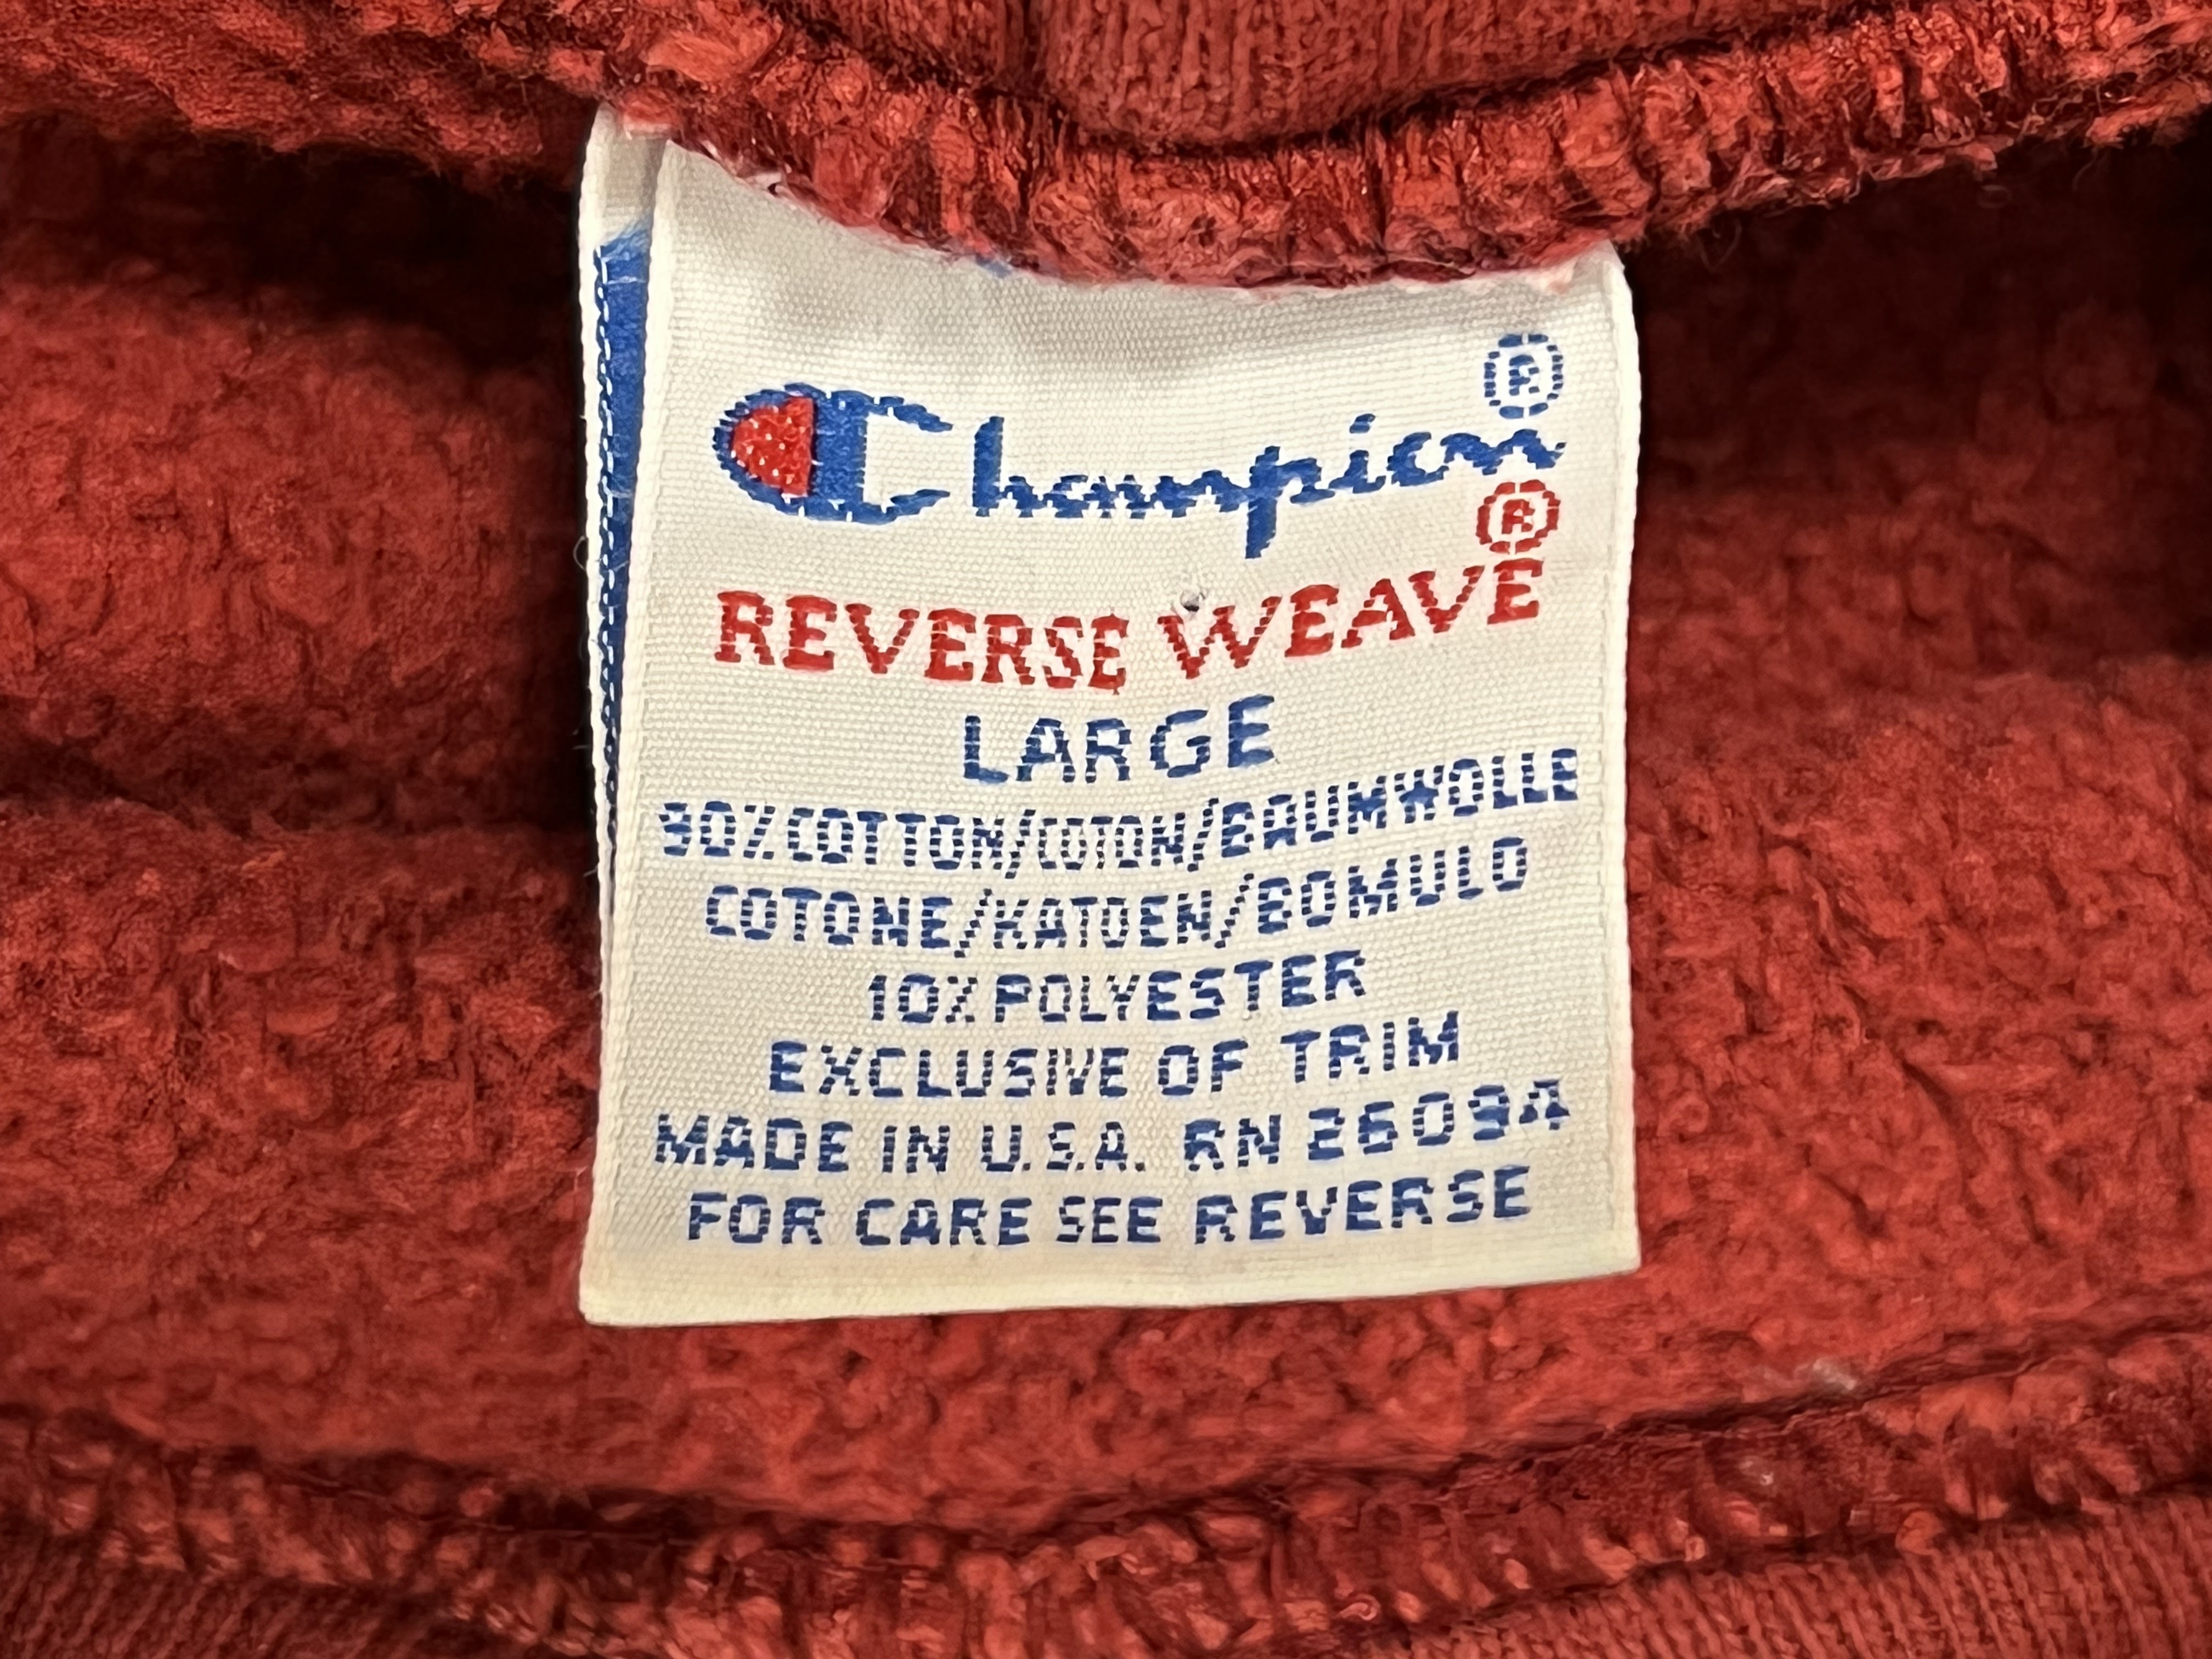 Champion®
REVERSE WEAVE®
LARGE
90% COTTON/COTON/BAUMWOLLE
COTONE/KATOEN/BOMULD
10% POLYESTER
EXCLUSIVE OF TRIM
MADE IN U.S.A. RN 26094
FOR CARE SEE REVERSE